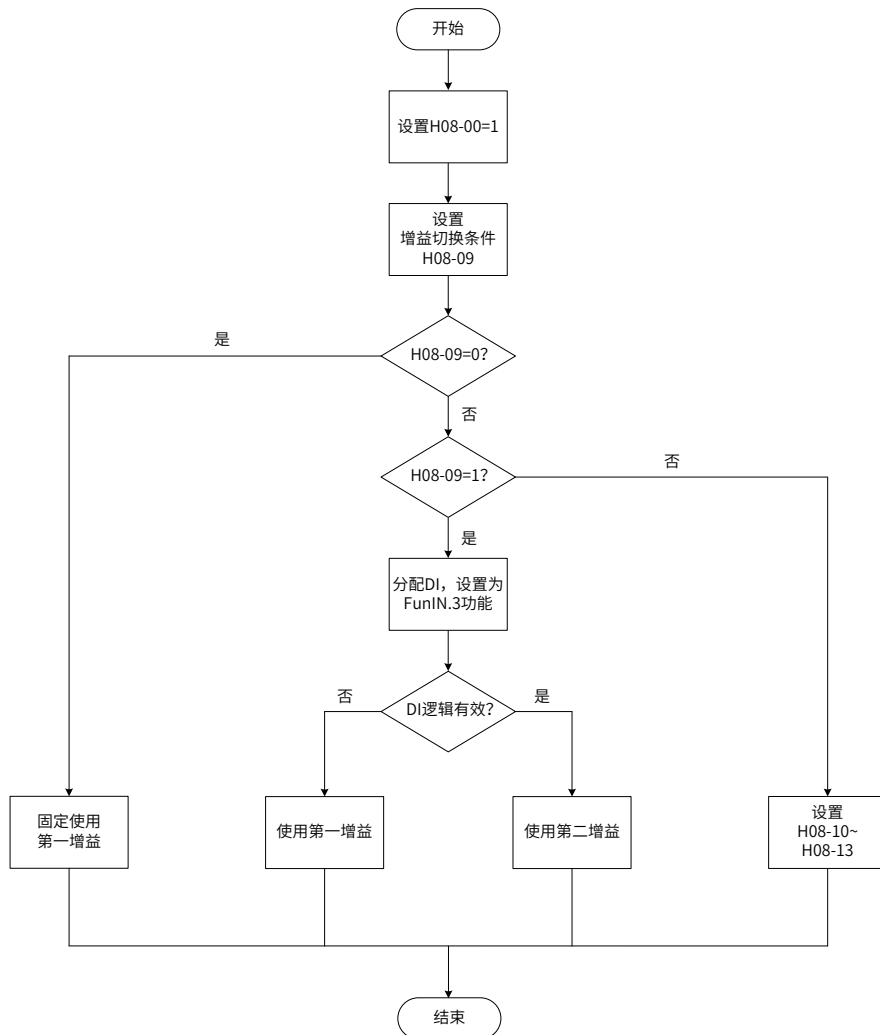 开始
设置H08-00=1
设置
增益切换条件
H08-09
是
H08-09=0?
否
H08-09=1?
否
是
分配DI，设置为
FunIN.3功能
否
DI逻辑有效?
是
固定使用
第一增益
使用第一增益
使用第二增益
设置
H08-10~
H08-13
结束